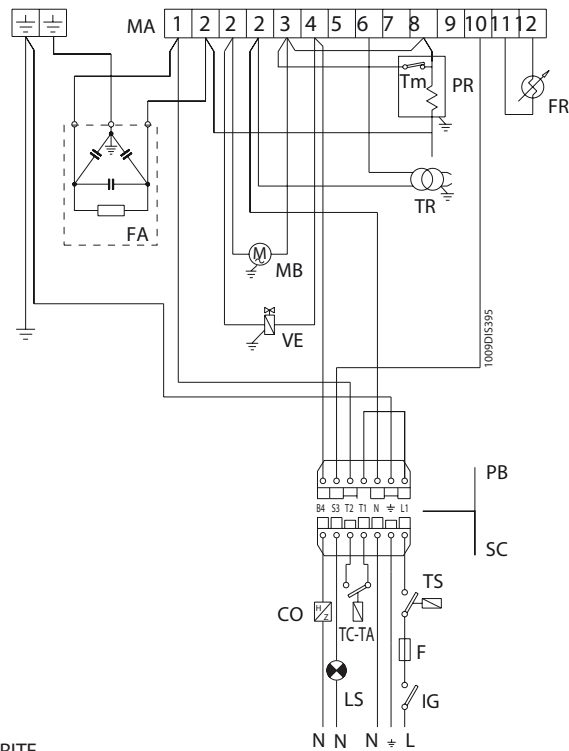 MA 1 2 2 2 3 4 5 6 7 8 9 10 11 12
Tm
PR
FR
TR
FA
M
MB
VE
1009DIS395
PB
B4 S3 T2 T1 N L1
SC
TS
CO
H
Z
TC-TA
F
LS
IG
N N N L